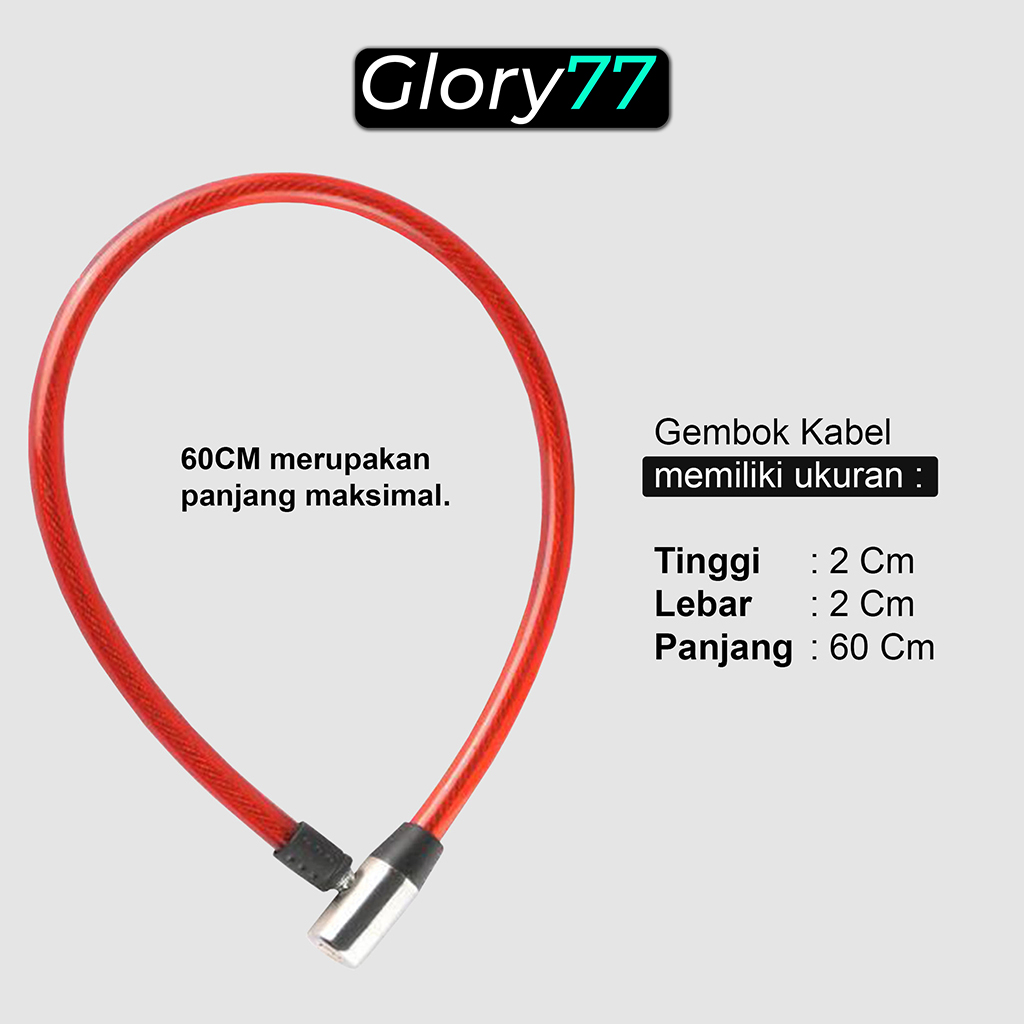 Glory77
60CM merupakan
panjang maksimal.
Gembok Kabel
memiliki ukuran :
Tinggi : 2 Cm
Lebar : 2 Cm
Panjang : 60 Cm